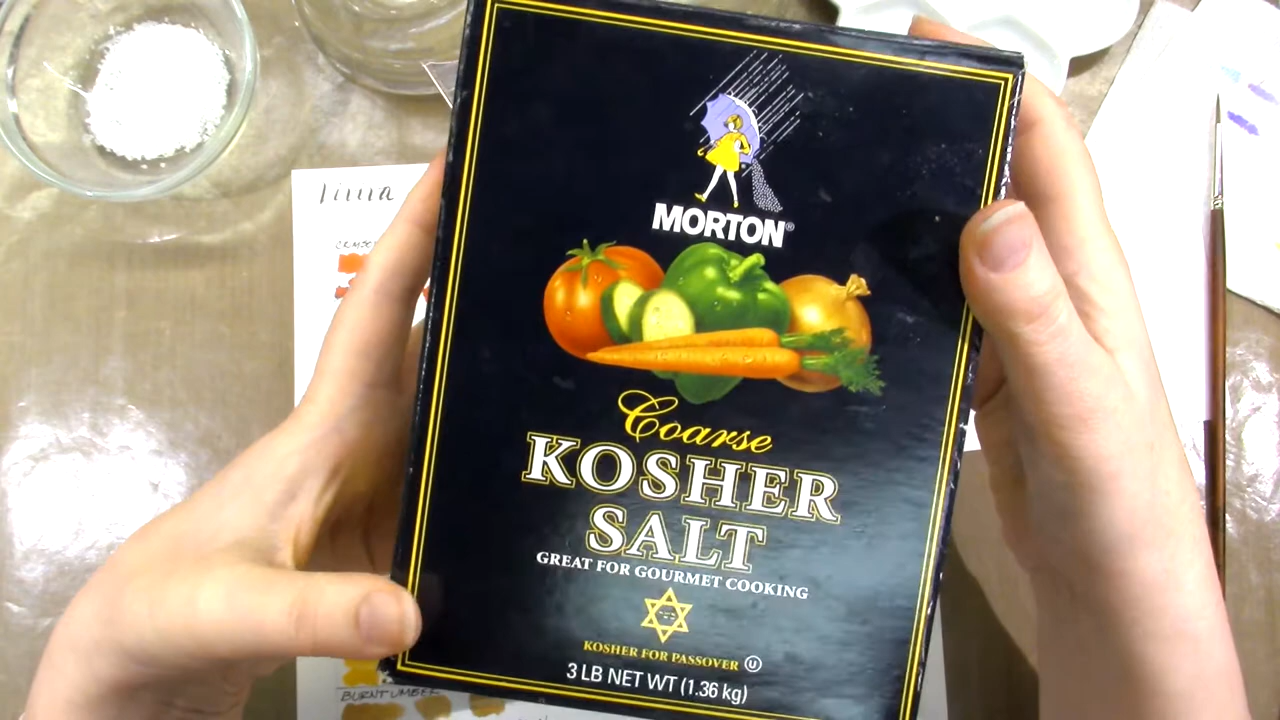 MORTON®
Coarse
KOSHER
SALT
GREAT FOR GOURMET COOKING
KOSHER FOR PASSOVER U
3 LB NET WT (1.36 kg)
BURNT UMBER